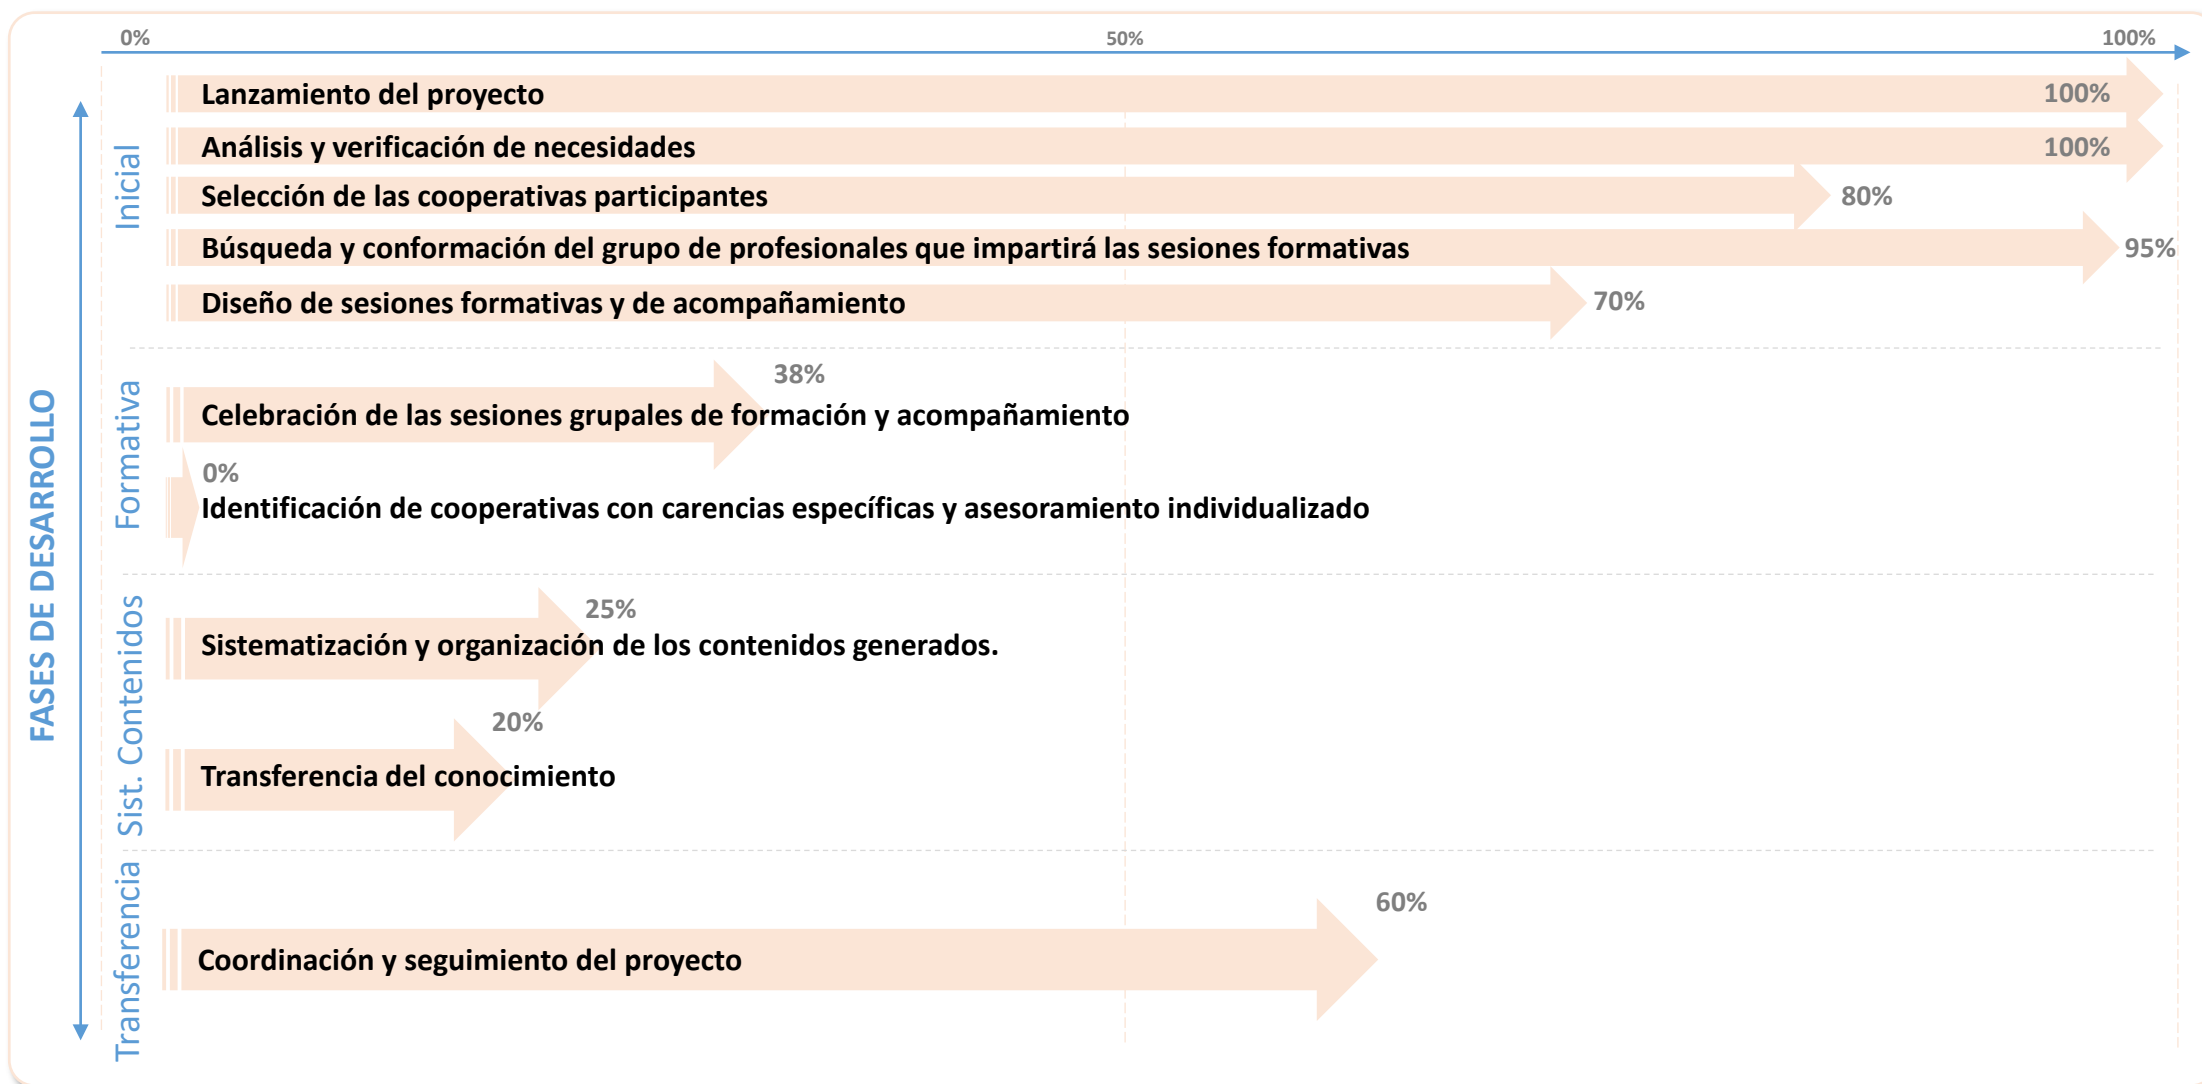 0% 50% 100%
FASES DE DESARROLLO
Inicial
Lanzamiento del proyecto 100%
Análisis y verificación de necesidades 100%
Selección de las cooperativas participantes 80%
Búsqueda y conformación del grupo de profesionales que impartirá las sesiones formativas 95%
Diseño de sesiones formativas y de acompañamiento 70%
Formativa
38%
Celebración de las sesiones grupales de formación y acompañamiento
0%
Identificación de cooperativas con carencias específicas y asesoramiento individualizado
Sist. Contenidos
25%
Sistematización y organización de los contenidos generados.
20%
Transferencia del conocimiento
Transferencia
60%
Coordinación y seguimiento del proyecto